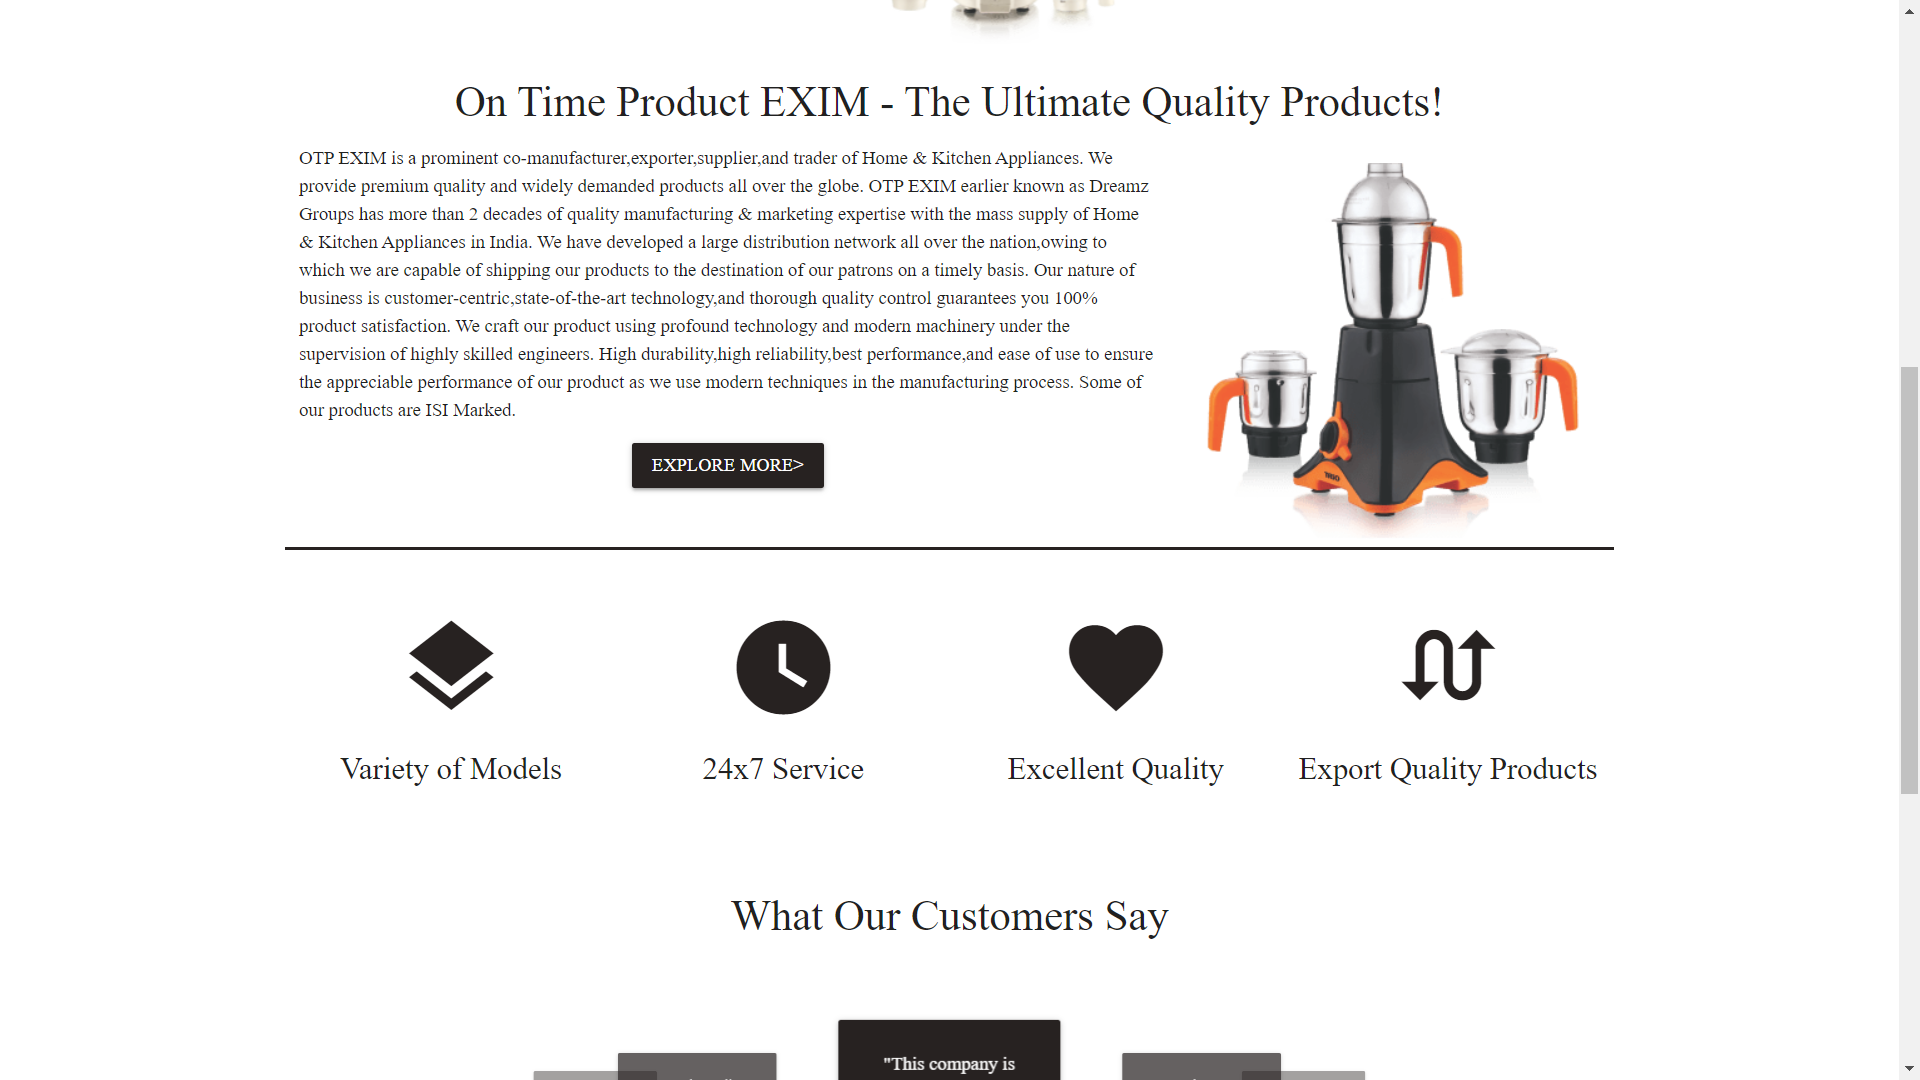 On Time Product EXIM - The Ultimate Quality Products!
OTP EXIM is a prominent co-manufacturer,exporter,supplier,and trader of Home & Kitchen Appliances. We
provide premium quality and widely demanded products all over the globe. OTP EXIM earlier known as Dreamz
Groups has more than 2 decades of quality manufacturing & marketing expertise with the mass supply of Home
& Kitchen Appliances in India. We have developed a large distribution network all over the nation,owing to
which we are capable of shipping our products to the destination of our patrons on a timely basis. Our nature of
business is customer-centric,state-of-the-art technology,and thorough quality control guarantees you 100%
product satisfaction. We craft our product using profound technology and modern machinery under the
supervision of highly skilled engineers. High durability,high reliability,best performance,and ease of use to ensure
the appreciable performance of our product as we use modern techniques in the manufacturing process. Some of
our products are ISI Marked.
EXPLORE MORE>
Variety of Models
24x7 Service
Excellent Quality
Export Quality Products
What Our Customers Say
"This company is